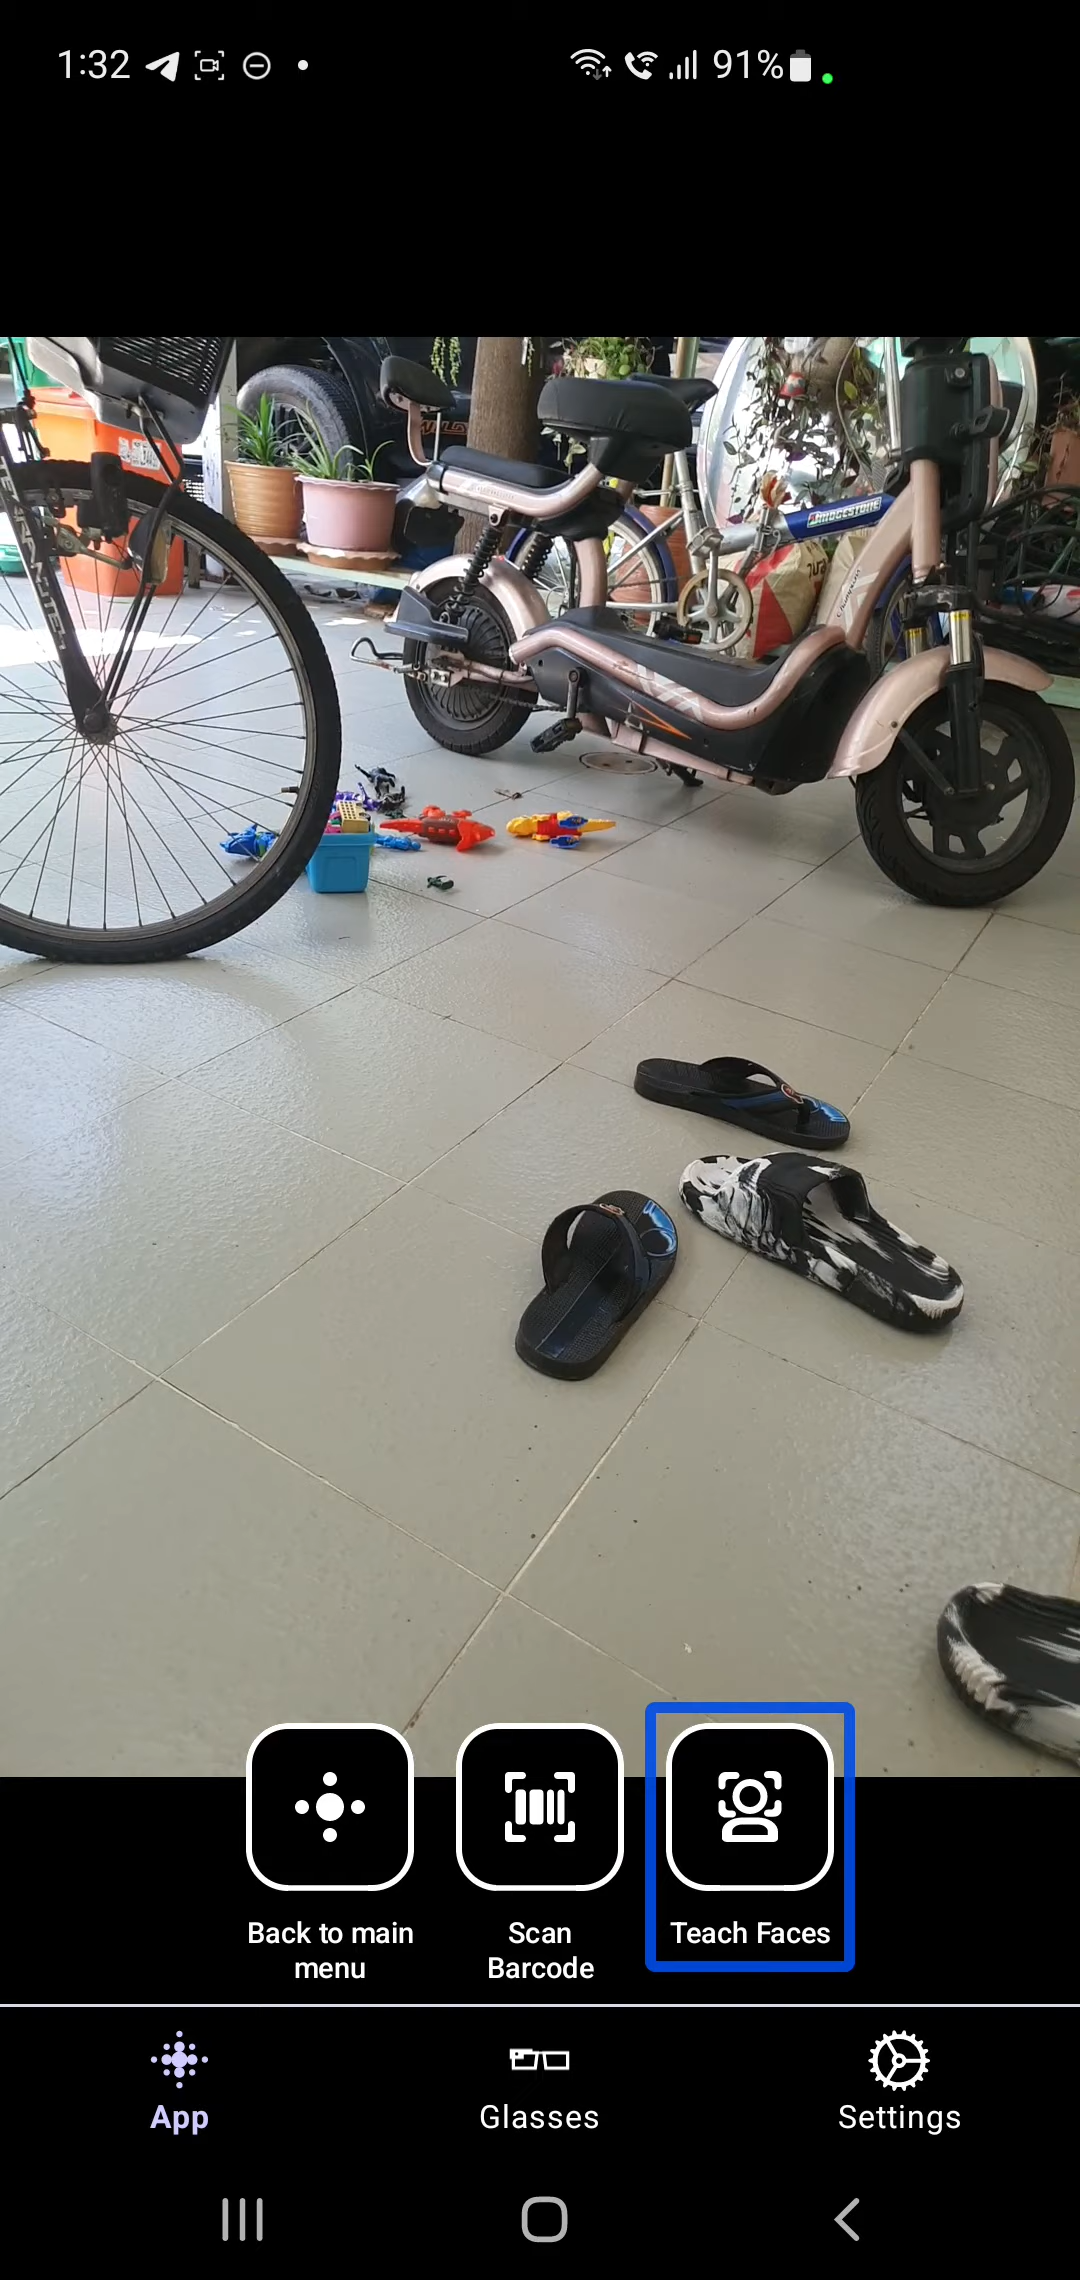 1:32
91%
BRIDGESTONE
Back to main
menu
Scan
Barcode
Teach Faces
App
Glasses
Settings